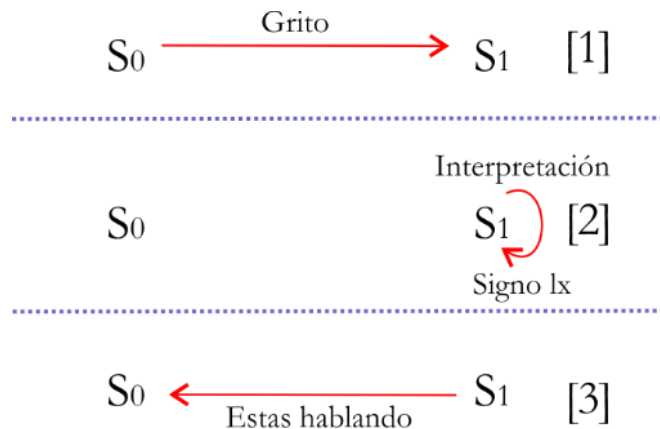 Grito
S0 S1 [1]
Interpretación
S0 S1 [2]
Signo lx
S0 S1 [3]
Estas hablando